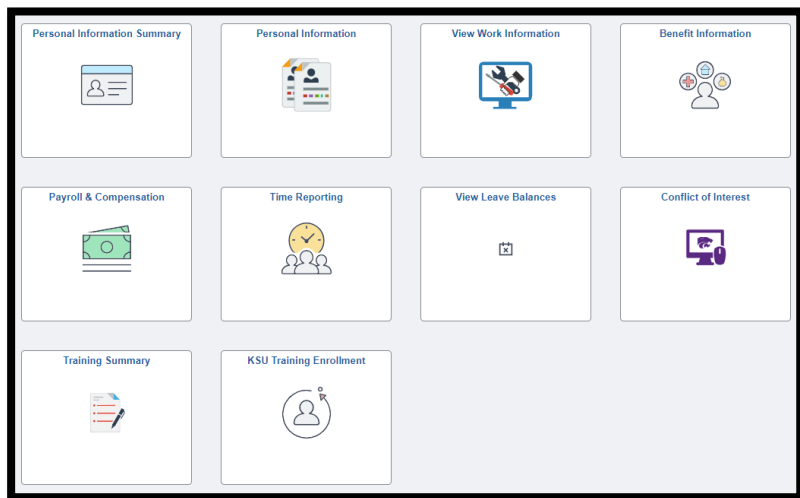 Personal Information Summary
Personal Information
View Work Information
Benefit Information
Payroll & Compensation
Time Reporting
View Leave Balances
Conflict of Interest
Training Summary
KSU Training Enrollment